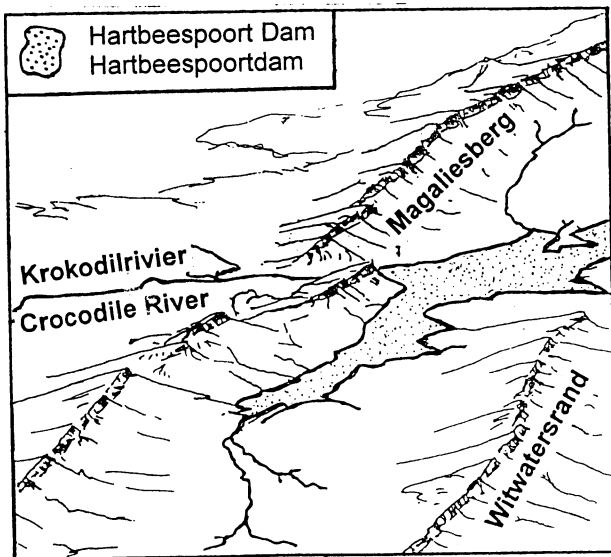 Hartbeespoort Dam
Hartbeespoortdam
Magaliesberg
Krokodilrivier
Crocodile River
Witwatersrand